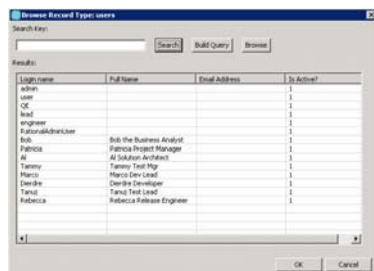 Browse Record Type: users
Search Key:
Search Build Query Browse
Results:
Login name Full Name Email Address Is Active?
admin 1
user 1
QE 1
lead 1
engineer 1
RationalAdminUser 1
Bob Bob the Business Analyst 1
Patricia Patricia Project Manager 1
Al Al Solution Architect 1
Tammy Tammy Test Mgr 1
Marco Marco Dev Lead 1
Dierdre Dierdre Developer 1
Tanuj Tanuj Test Lead 1
Rebecca Rebecca Release Engineer 1
OK Cancel